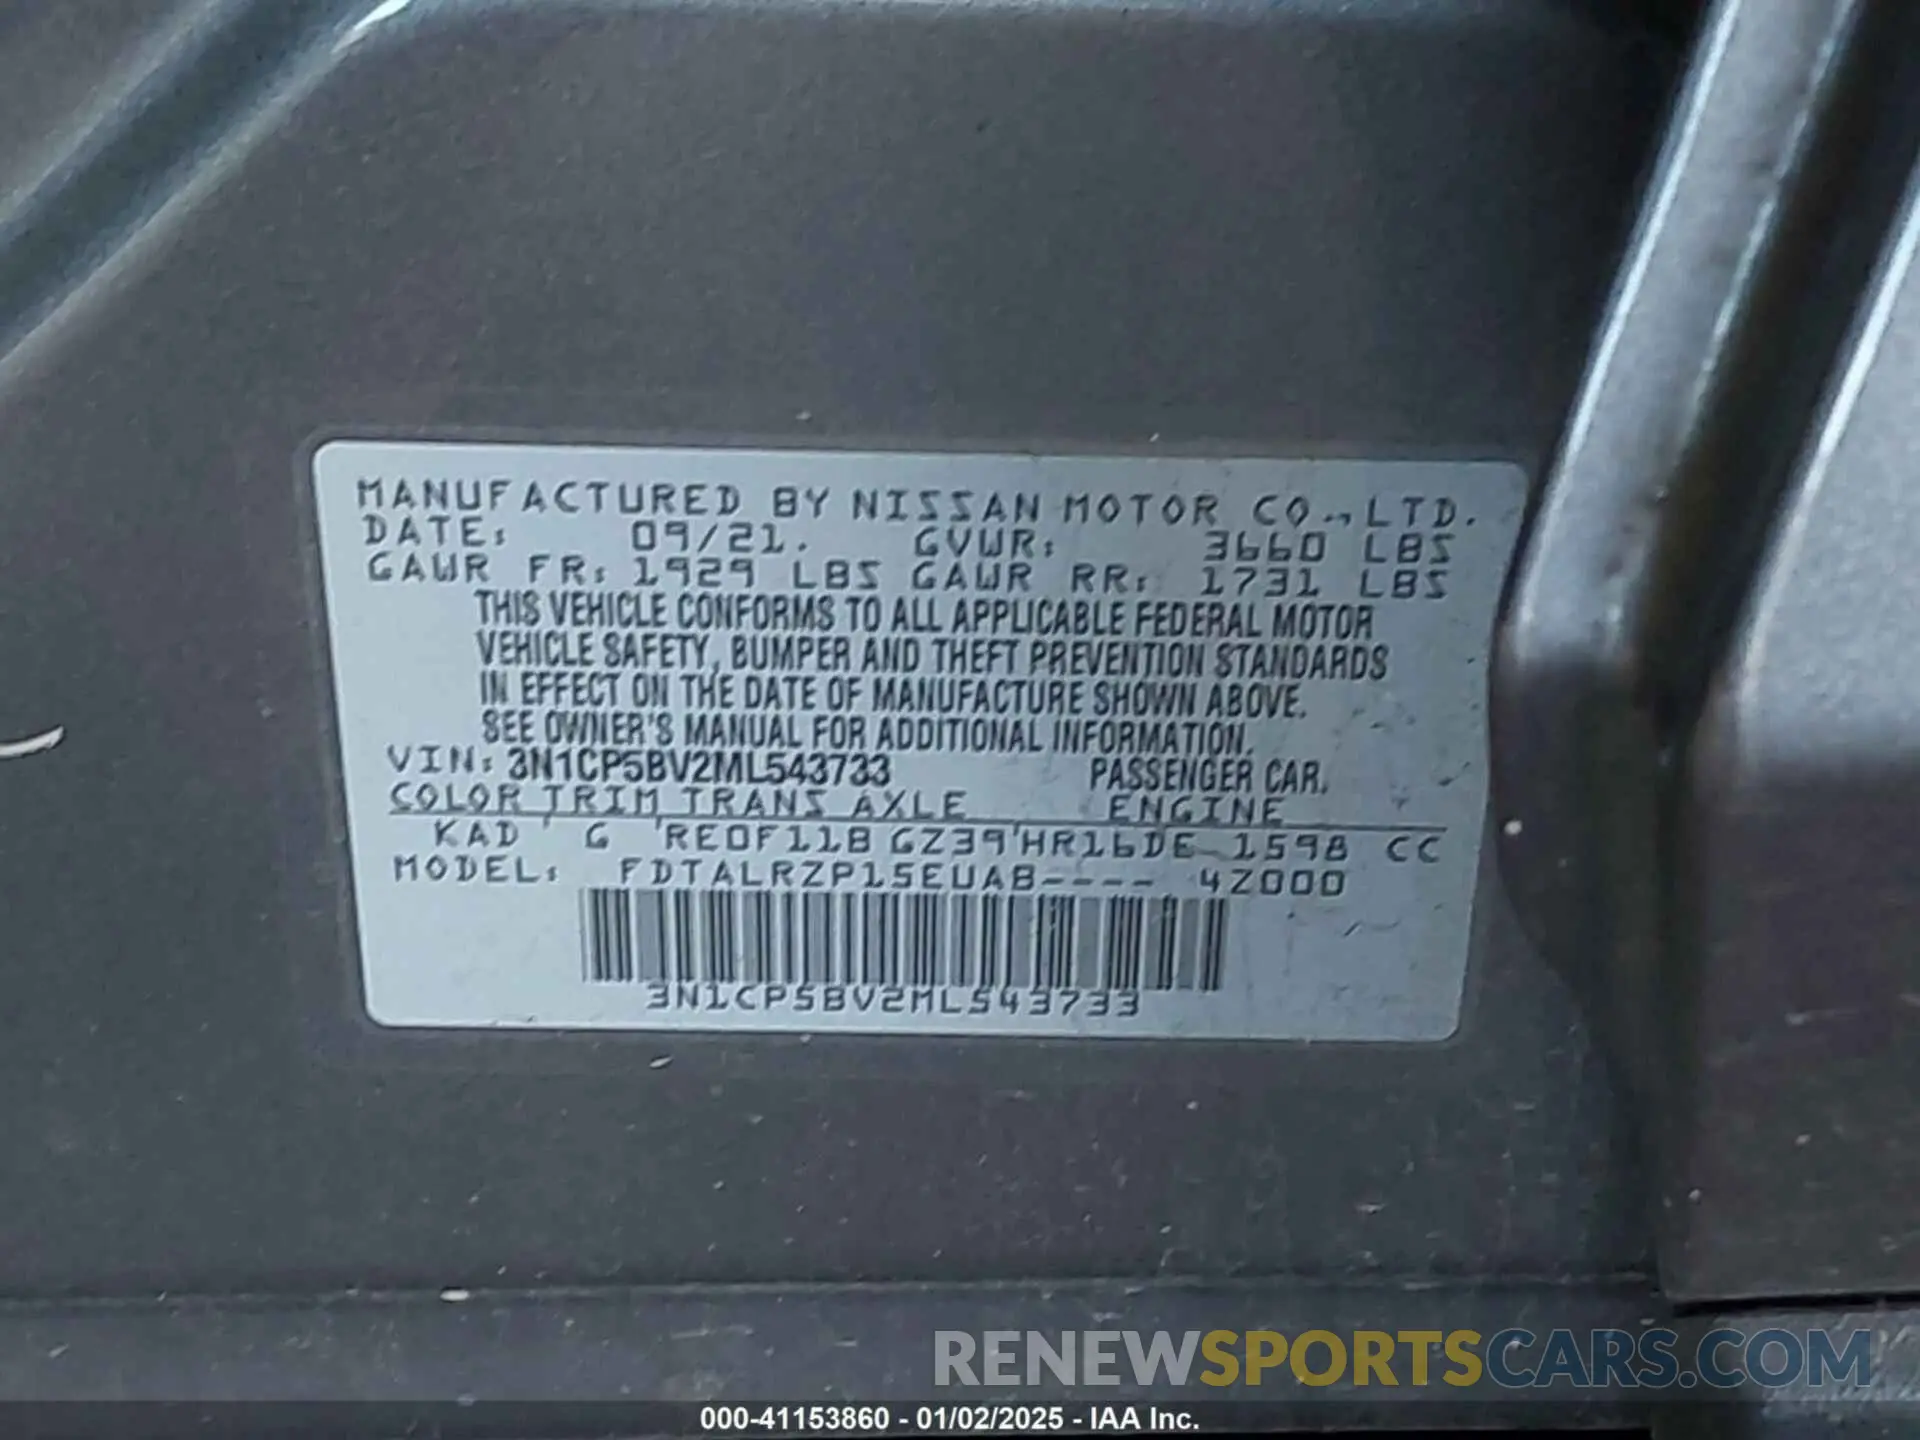 MANUFACTURED BY NISSAN MOTOR CO., LTD.
DATE: 09/21. GVWR: 3660 LBS
GAWR FR: 1929 LBS GAWR RR: 1731 LBS
THIS VEHICLE CONFORMS TO ALL APPLICABLE FEDERAL MOTOR
VEHICLE SAFETY, BUMPER AND THEFT PREVENTION STANDARDS
IN EFFECT ON THE DATE OF MANUFACTURE SHOWN ABOVE.
SEE OWNER'S MANUAL FOR ADDITIONAL INFORMATION.
VIN: 3N1CP5BV2ML543733 PASSENGER CAR.
COLOR TRIM TRANS AXLE ENGINE
KAD G RE0F11B GZ39 HR16DE 1598 CC
MODEL: FDTALRZP15EUAB---- 4Z000
3N1CP5BV2ML543733
RENEWSPORTSCARS.COM
000-41153860 - 01/02/2025 - IAA Inc.